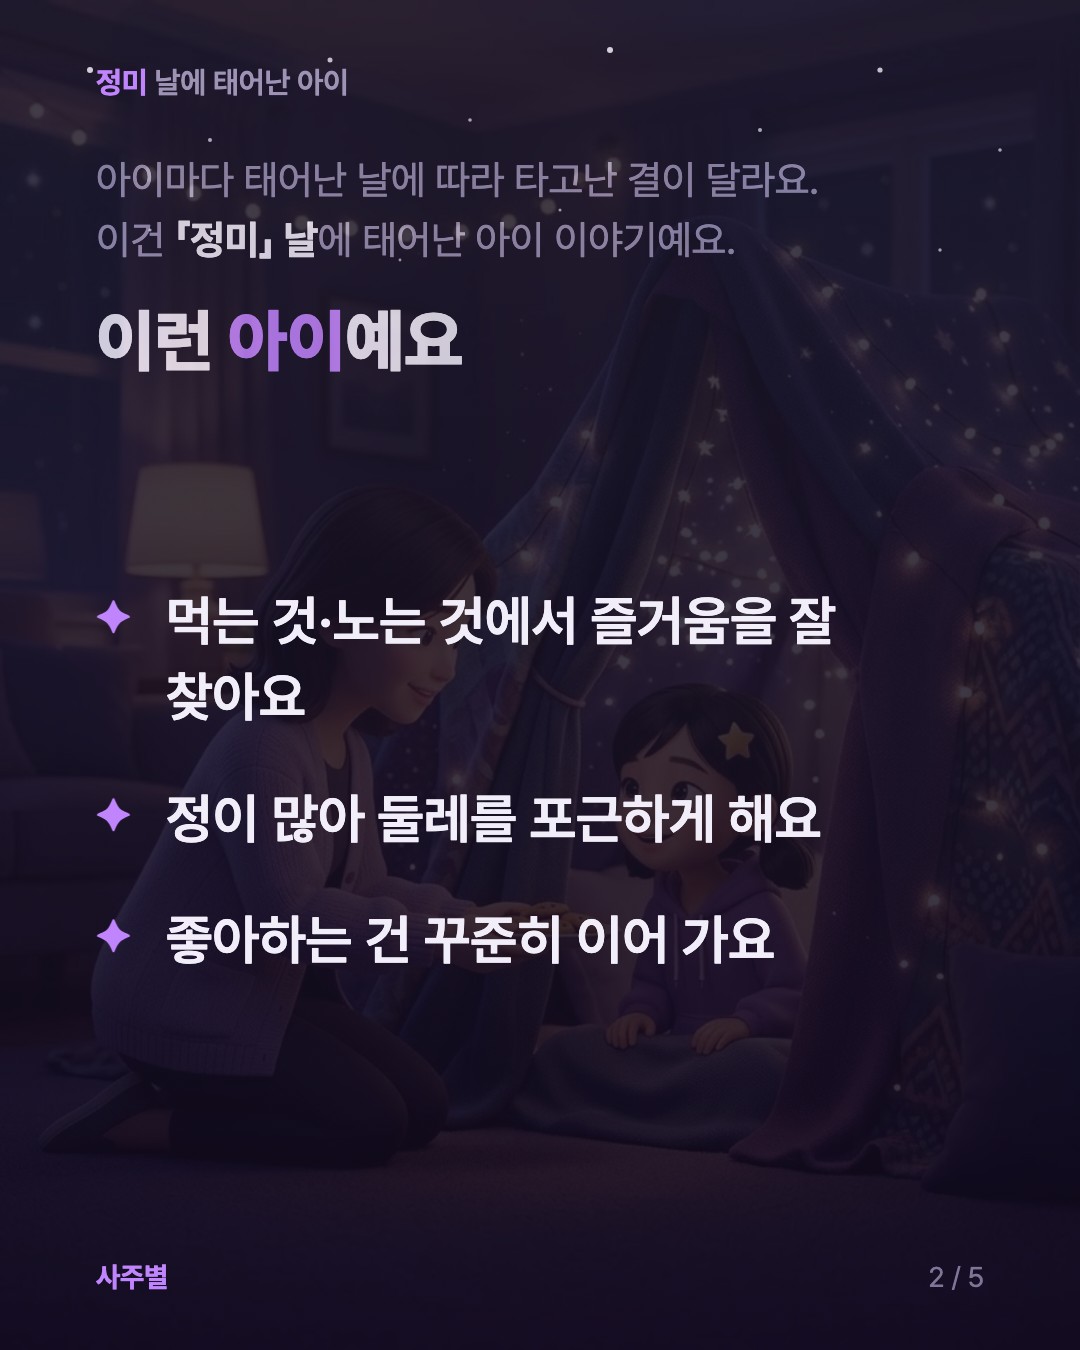 정미 날에 태어난 아이
아이마다 태어난 날에 따라 타고난 결이 달라요.
이건 「정미」 날에 태어난 아이 이야기예요.
이런 아이예요
먹는 것·노는 것에서 즐거움을 잘
찾아요
정이 많아 둘레를 포근하게 해요
좋아하는 건 꾸준히 이어 가요
사주별
2 / 5